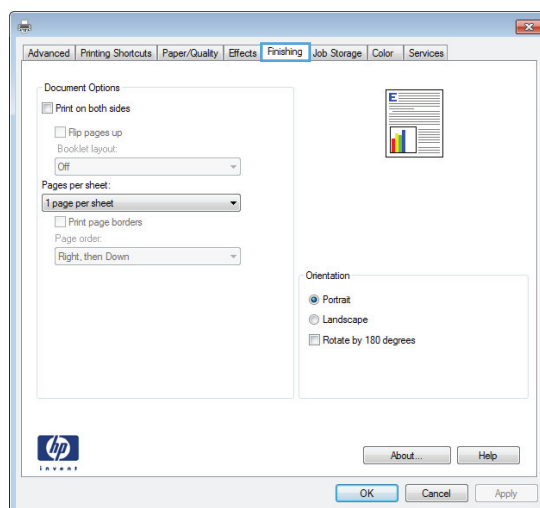 Advanced Printing Shortcuts Paper/Quality Effects Finishing Job Storage Color Services
Document Options
Print on both sides
Flip pages up
Booklet layout:
Off
Pages per sheet:
1 page per sheet
Print page borders
Page order:
Right, then Down
E
Orientation
Portrait
Landscape
Rotate by 180 degrees
hp
invent
About... Help
OK Cancel Apply